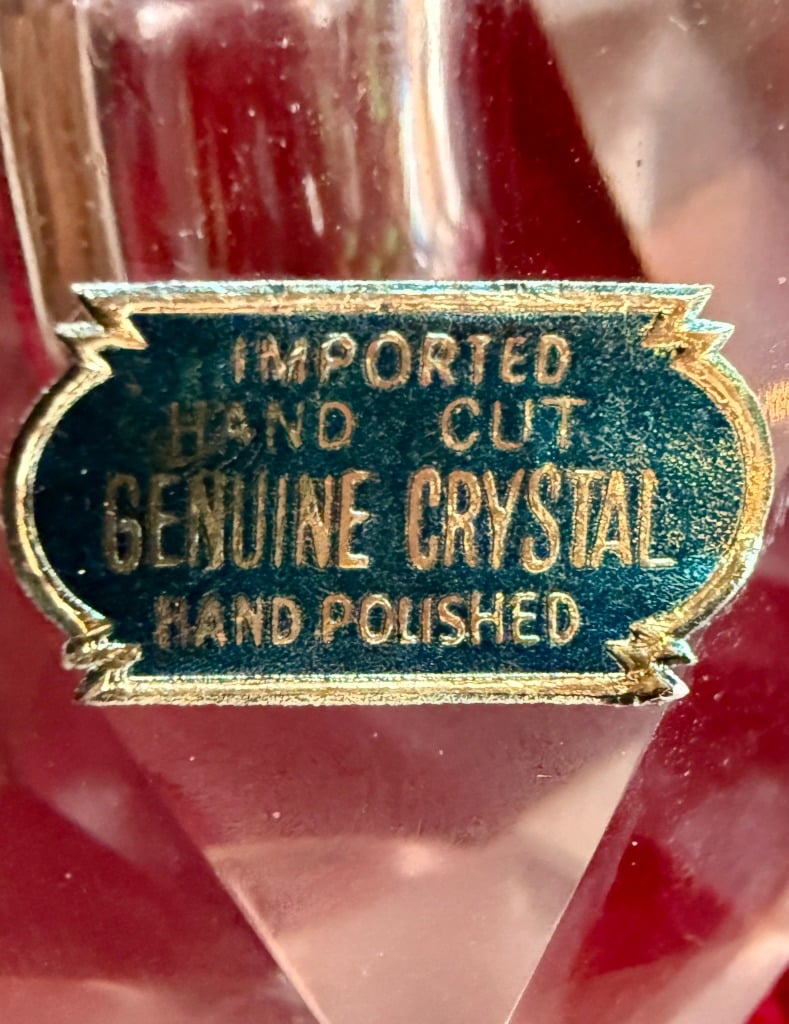 IMPORTED
HAND CUT
GENUINE CRYSTAL
HAND POLISHED